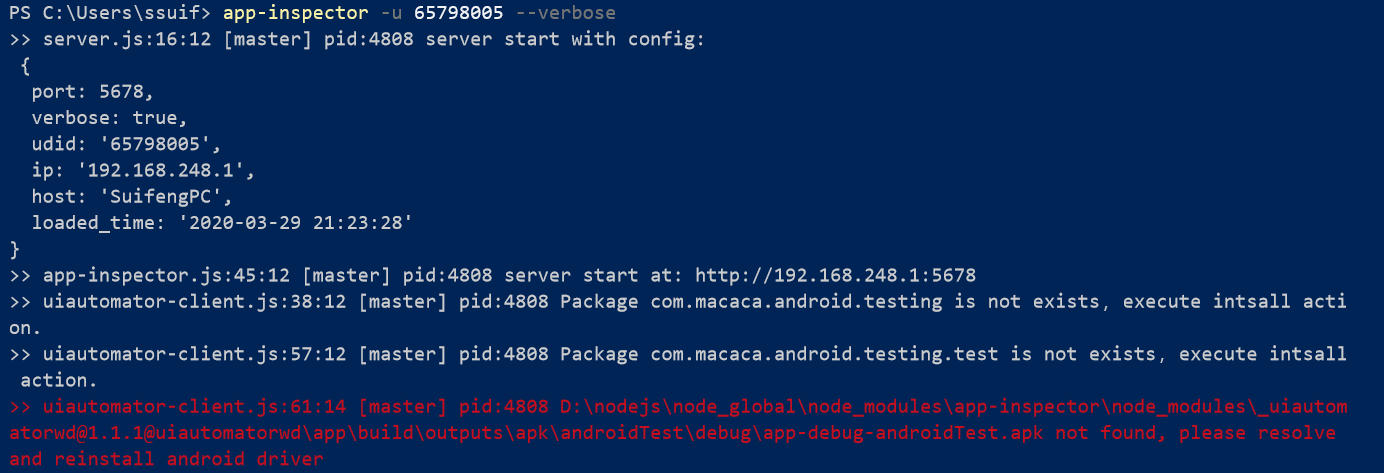 PS C:\Users\ssuif> app-inspector -u 65798005 --verbose
>> server.js:16:12 [master] pid:4808 server start with config:
{
port: 5678,
verbose: true,
udid: '65798005',
ip: '192.168.248.1',
host: 'SuifengPC',
loaded_time: '2020-03-29 21:23:28'
}
>> app-inspector.js:45:12 [master] pid:4808 server start at: http://192.168.248.1:5678
>> uiautomator-client.js:38:12 [master] pid:4808 Package com.macaca.android.testing is not exists, execute intsall acti
on.
>> uiautomator-client.js:57:12 [master] pid:4808 Package com.macaca.android.testing.test is not exists, execute intsall
action.
>> uiautomator-client.js:61:14 [master] pid:4808 D:\nodejs\node_global\node_modules\app-inspector\node_modules\_uiautom
atorwd@1.1.1@uiautomatorwd\app\build\outputs\apk\androidTest\debug\app-debug-androidTest.apk not found, please resolve
and reinstall android driver